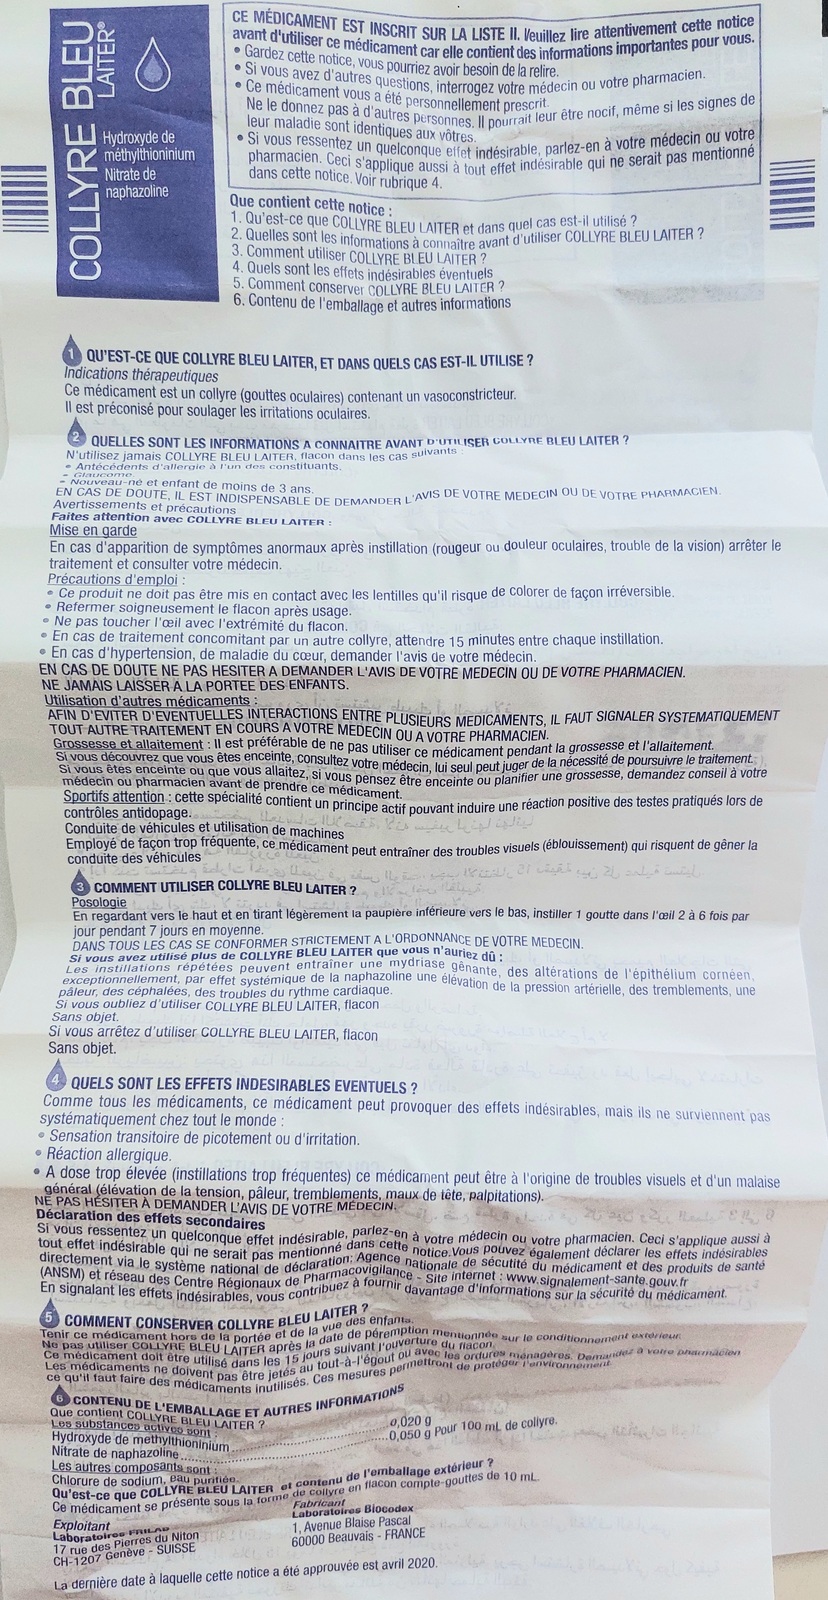 COLLYRE BLEU
LAITER®
Hydroxyde de
méthylthioninium
Nitrate de
naphazoline
CE MÉDICAMENT EST INSCRIT SUR LA LISTE II. Veuillez lire attentivement cette notice
avant d'utiliser ce médicament car elle contient des informations importantes pour vous.
• Gardez cette notice, vous pourriez avoir besoin de la relire.
• Si vous avez d'autres questions, interrogez votre médecin ou votre pharmacien.
• Ce médicament vous a été personnellement prescrit.
Ne le donnez pas à d'autres personnes. Il pourrait leur être nocif, même si les signes de
leur maladie sont identiques aux vôtres.
• Si vous ressentez un quelconque effet indésirable, parlez-en à votre médecin ou votre
pharmacien. Ceci s'applique aussi à tout effet indésirable qui ne serait pas mentionné
dans cette notice. Voir rubrique 4.
Que contient cette notice :
1. Qu'est-ce que COLLYRE BLEU LAITER et dans quel cas est-il utilisé ?
2. Quelles sont les informations à connaître avant d'utiliser COLLYRE BLEU LAITER ?
3. Comment utiliser COLLYRE BLEU LAITER ?
4. Quels sont les effets indésirables éventuels
5. Comment conserver COLLYRE BLEU LAITER ?
6. Contenu de l'emballage et autres informations
1 QU'EST-CE QUE COLLYRE BLEU LAITER, ET DANS QUELS CAS EST-IL UTILISE ?
Indications thérapeutiques
Ce médicament est un collyre (gouttes oculaires) contenant un vasoconstricteur.
Il est préconisé pour soulager les irritations oculaires.
2 QUELLES SONT LES INFORMATIONS A CONNAITRE AVANT D'UTILISER COLLYRE BLEU LAITER ?
N'utilisez jamais COLLYRE BLEU LAITER, flacon dans les cas suivants :
• Antécédents d'allergie à l'un des constituants.
- Glaucome.
- Nouveau-né et enfant de moins de 3 ans.
EN CAS DE DOUTE, IL EST INDISPENSABLE DE DEMANDER L'AVIS DE VOTRE MEDECIN OU DE VOTRE PHARMACIEN.
Avertissements et précautions
Faites attention avec COLLYRE BLEU LAITER :
Mise en garde
En cas d'apparition de symptômes anormaux après instillation (rougeur ou douleur oculaires, trouble de la vision) arrêter le
traitement et consulter votre médecin.
Précautions d'emploi :
• Ce produit ne doit pas être mis en contact avec les lentilles qu'il risque de colorer de façon irréversible.
• Refermer soigneusement le flacon après usage.
• Ne pas toucher l'œil avec l'extrémité du flacon.
• En cas de traitement concomitant par un autre collyre, attendre 15 minutes entre chaque instillation.
• En cas d'hypertension, de maladie du cœur, demander l'avis de votre médecin.
EN CAS DE DOUTE NE PAS HESITER A DEMANDER L'AVIS DE VOTRE MEDECIN OU DE VOTRE PHARMACIEN.
NE JAMAIS LAISSER A LA PORTEE DES ENFANTS.
Utilisation d'autres médicaments :
AFIN D'EVITER D'EVENTUELLES INTERACTIONS ENTRE PLUSIEURS MEDICAMENTS, IL FAUT SIGNALER SYSTEMATIQUEMENT
TOUT AUTRE TRAITEMENT EN COURS A VOTRE MEDECIN OU A VOTRE PHARMACIEN.
Grossesse et allaitement : Il est préférable de ne pas utiliser ce médicament pendant la grossesse et l'allaitement.
Si vous découvrez que vous êtes enceinte, consultez votre médecin, lui seul peut juger de la nécessité de poursuivre le traitement.
Si vous êtes enceinte ou que vous allaitez, si vous pensez être enceinte ou planifier une grossesse, demandez conseil à votre
médecin ou pharmacien avant de prendre ce médicament.
Sportifs attention : cette spécialité contient un principe actif pouvant induire une réaction positive des testes pratiqués lors de
contrôles antidopage.
Conduite de véhicules et utilisation de machines
Employé de façon trop fréquente, ce médicament peut entraîner des troubles visuels (éblouissement) qui risquent de gêner la
conduite des véhicules
3 COMMENT UTILISER COLLYRE BLEU LAITER ?
Posologie
En regardant vers le haut et en tirant légèrement la paupière inférieure vers le bas, instiller 1 goutte dans l'œil 2 à 6 fois par
jour pendant 7 jours en moyenne.
DANS TOUS LES CAS SE CONFORMER STRICTEMENT A L'ORDONNANCE DE VOTRE MEDECIN.
Si vous avez utilisé plus de COLLYRE BLEU LAITER que vous n'auriez dû :
Les instillations répétées peuvent entraîner une mydriase gênante, des altérations de l'épithélium cornéen,
exceptionnellement, par effet systémique de la naphazoline une élévation de la pression artérielle, des tremblements, une
pâleur, des céphalées, des troubles du rythme cardiaque.
Si vous oubliez d'utiliser COLLYRE BLEU LAITER, flacon
Sans objet.
Si vous arrêtez d'utiliser COLLYRE BLEU LAITER, flacon
Sans objet.
4 QUELS SONT LES EFFETS INDESIRABLES EVENTUELS ?
Comme tous les médicaments, ce médicament peut provoquer des effets indésirables, mais ils ne surviennent pas
systématiquement chez tout le monde :
• Sensation transitoire de picotement ou d'irritation.
• Réaction allergique.
• A dose trop élevée (instillations trop fréquentes) ce médicament peut être à l'origine de troubles visuels et d'un malaise
général (élévation de la tension, pâleur, tremblements, maux de tête, palpitations).
NE PAS HÉSITER À DEMANDER L'AVIS DE VOTRE MÉDECIN.
Déclaration des effets secondaires
Si vous ressentez un quelconque effet indésirable, parlez-en à votre médecin ou votre pharmacien. Ceci s'applique aussi à
tout effet indésirable qui ne serait pas mentionné dans cette notice.Vous pouvez également déclarer les effets indésirables
directement via le système national de déclaration: Agence nationale de sécutité du médicament et des produits de santé
(ANSM) et réseau des Centre Régionaux de Pharmacovigilance - Site internet : www.signalement-sante.gouv.fr
En signalant les effets indésirables, vous contribuez à fournir davantage d'informations sur la sécurité du médicament.
5 COMMENT CONSERVER COLLYRE BLEU LAITER ?
Tenir ce médicament hors de la portée et de la vue des enfants.
Ne pas utiliser COLLYRE BLEU LAITER après la date de péremption mentionnée sur le conditionnement extérieur.
Ce médicament doit être utilisé dans les 15 jours suivant l'ouverture du flacon.
Les médicaments ne doivent pas être jetés au tout-à-l'égout ou avec les ordures ménagères. Demandez à votre pharmacien
ce qu'il faut faire des médicaments inutilisés. Ces mesures permettront de protéger l'environnement.
6 CONTENU DE L'EMBALLAGE ET AUTRES INFORMATIONS
Que contient COLLYRE BLEU LAITER ?
Les substances actives sont :
Hydroxyde de méthylthioninium ........ 0,020 g
Nitrate de naphazoline ........ 0,050 g Pour 100 mL de collyre.
Les autres composants sont :
Chlorure de sodium, eau purifiée.
Qu'est-ce que COLLYRE BLEU LAITER et contenu de l'emballage extérieur ?
Ce médicament se présente sous la forme de collyre en flacon compte-gouttes de 10 mL.
Exploitant
Laboratoires FRILAB
17 rue des Pierres du Niton
CH-1207 Genève - SUISSE
Fabricant
Laboratoires Biocodex
1, Avenue Blaise Pascal
60000 Beauvais - FRANCE
La dernière date à laquelle cette notice a été approuvée est avril 2020.